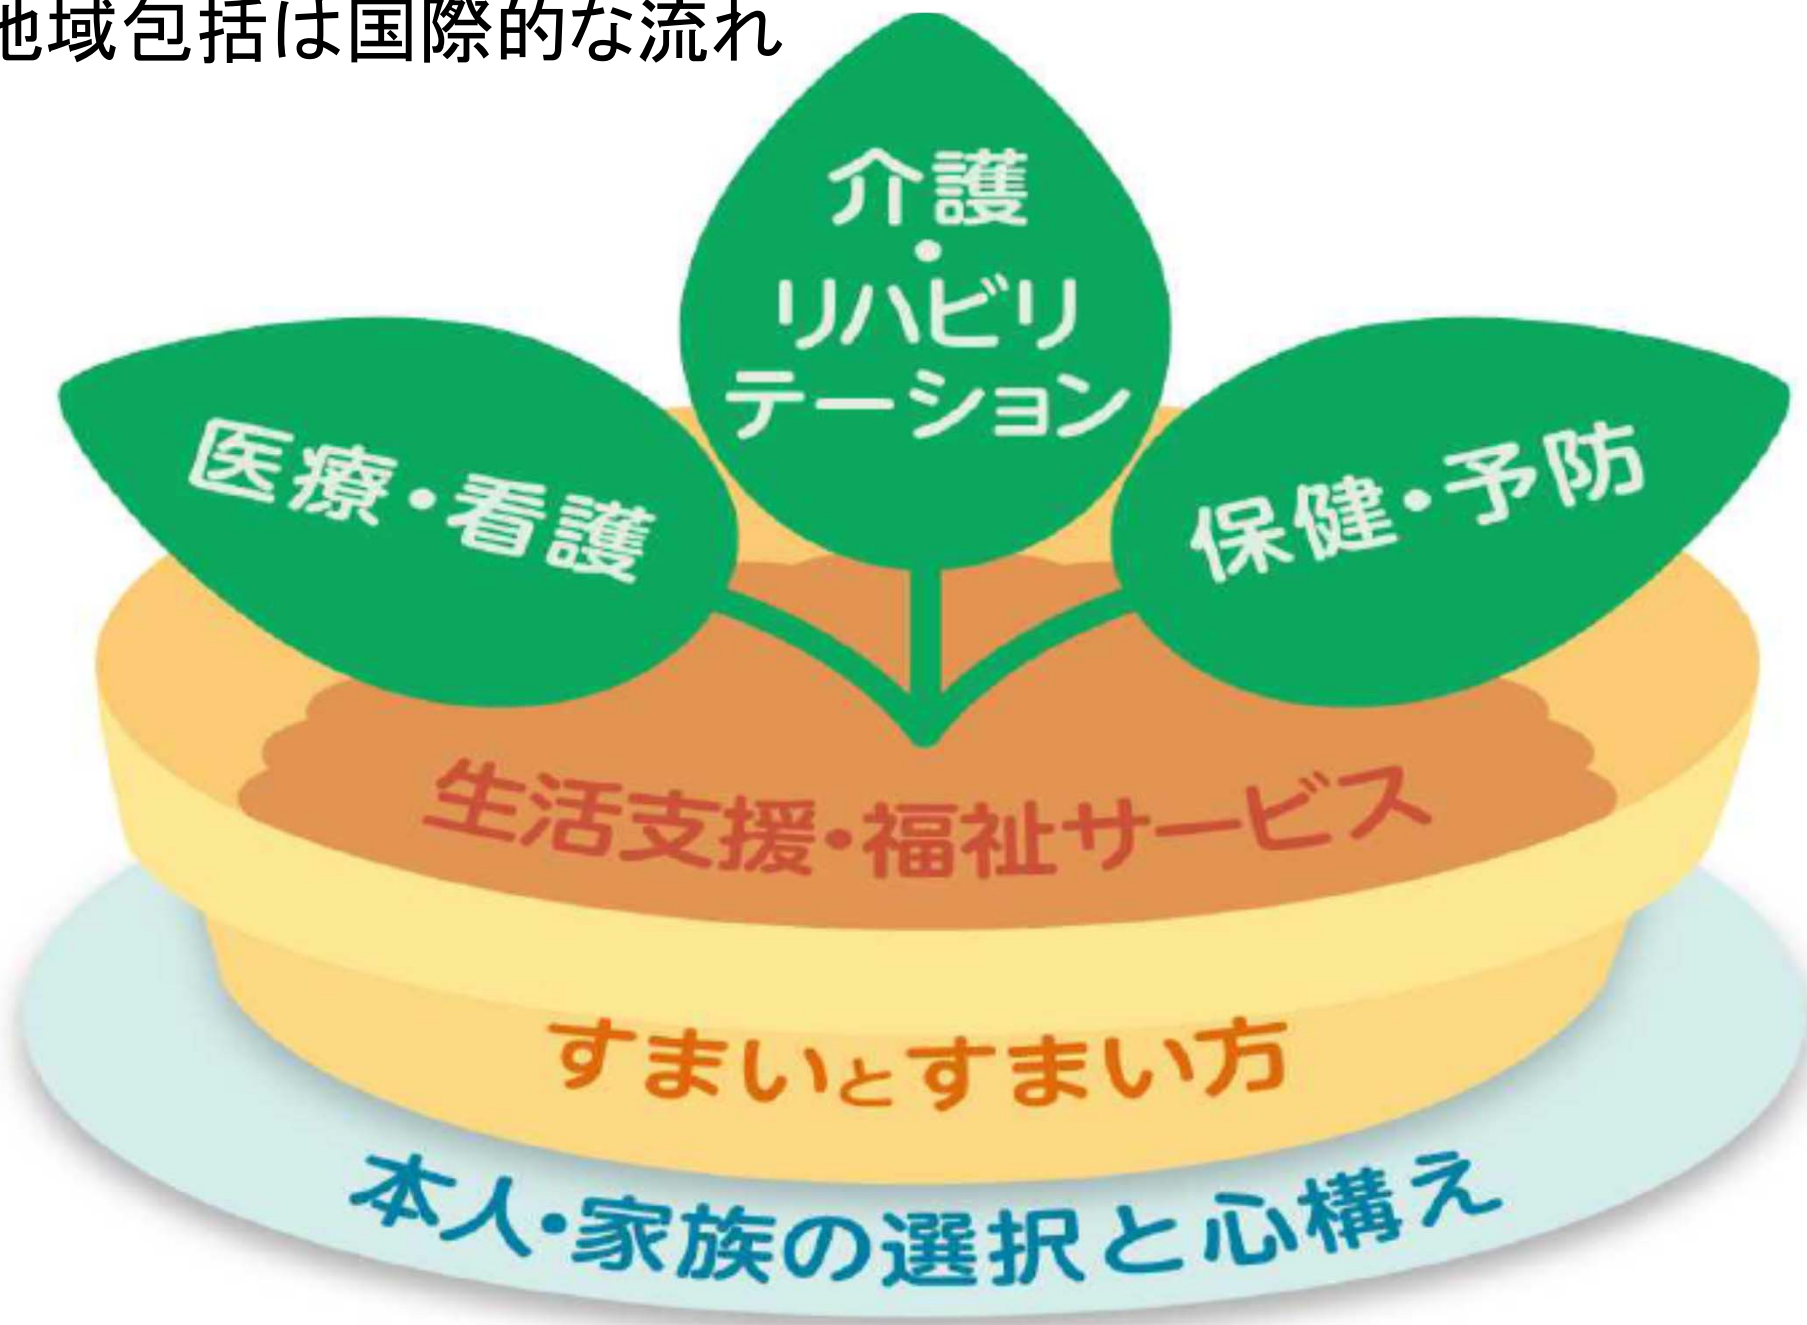 地域包括は国際的な流れ
介護
・
リハビリ
テーション
医療・看護
保健・予防
生活支援・福祉サービス
すまいとすまい方
本人・家族の選択と心構え